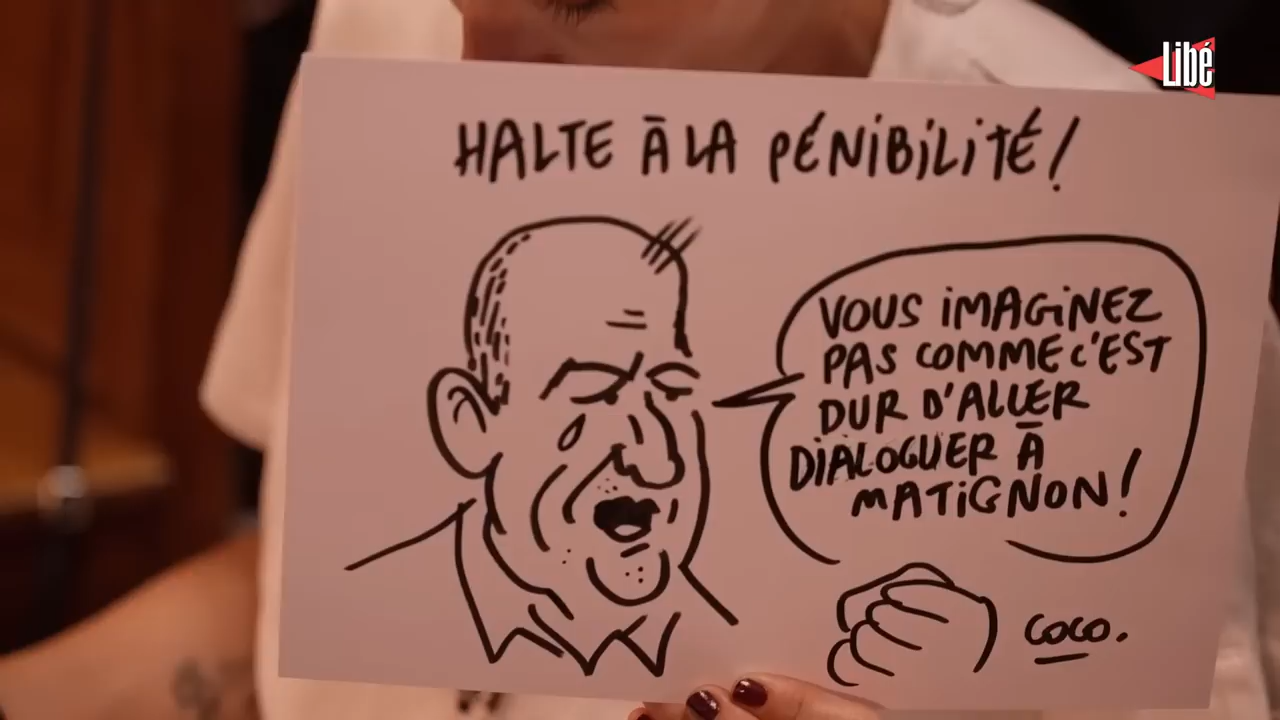 Libé
HALTE À LA PÉNIBILITÉ !
VOUS IMAGINEZ
PAS COMME C'EST
DUR D'ALLER
DIALOGUER À
MATIGNON !
COCO.